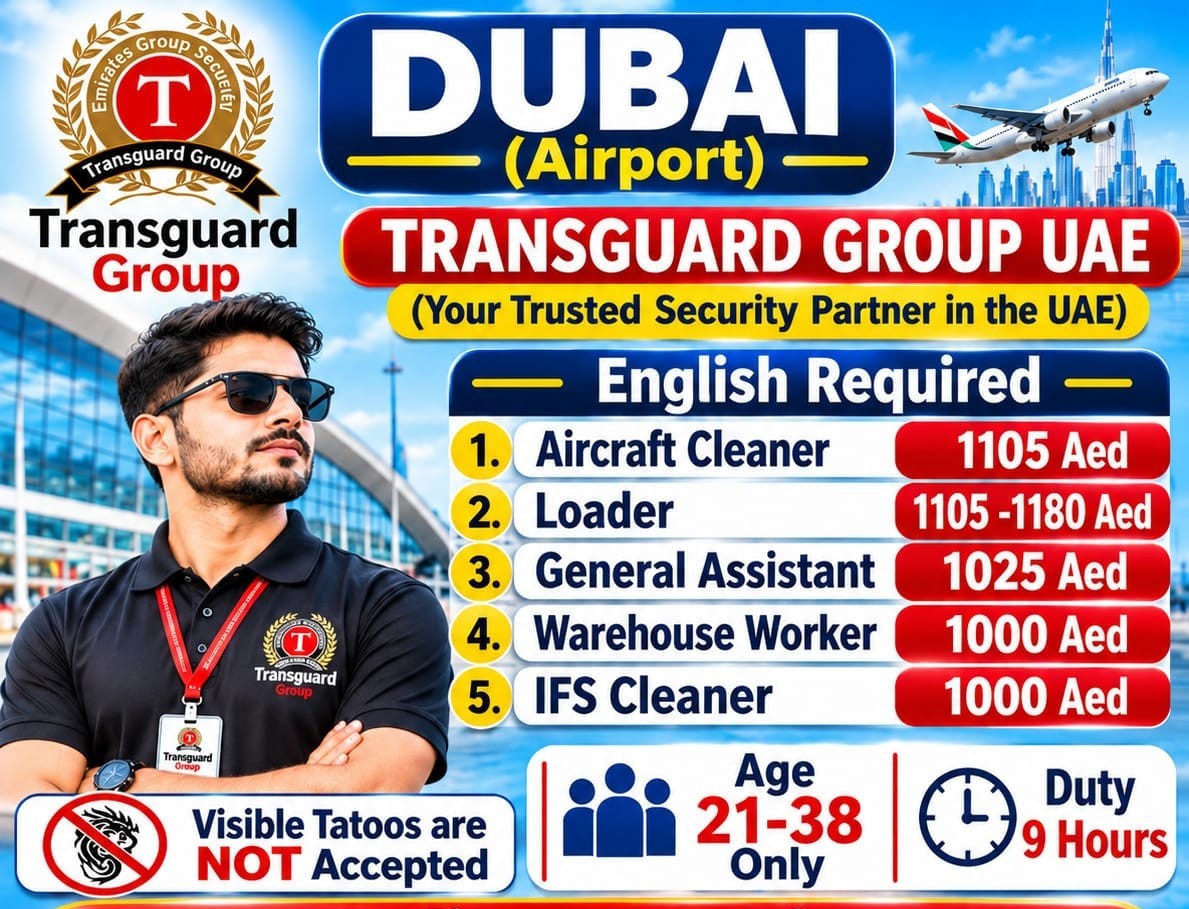 Emirates Group Security
T
Transguard Group
Transguard
Group
DUBAI
(Airport)
TRANSGUARD GROUP UAE
(Your Trusted Security Partner in the UAE)
English Required
1. Aircraft Cleaner 1105 Aed
2. Loader 1105 -1180 Aed
3. General Assistant 1025 Aed
4. Warehouse Worker 1000 Aed
5. IFS Cleaner 1000 Aed
T
Transguard
Group
Transguard
Group
Visible Tatoos are
NOT Accepted
Age
21-38
Only
Duty
9 Hours